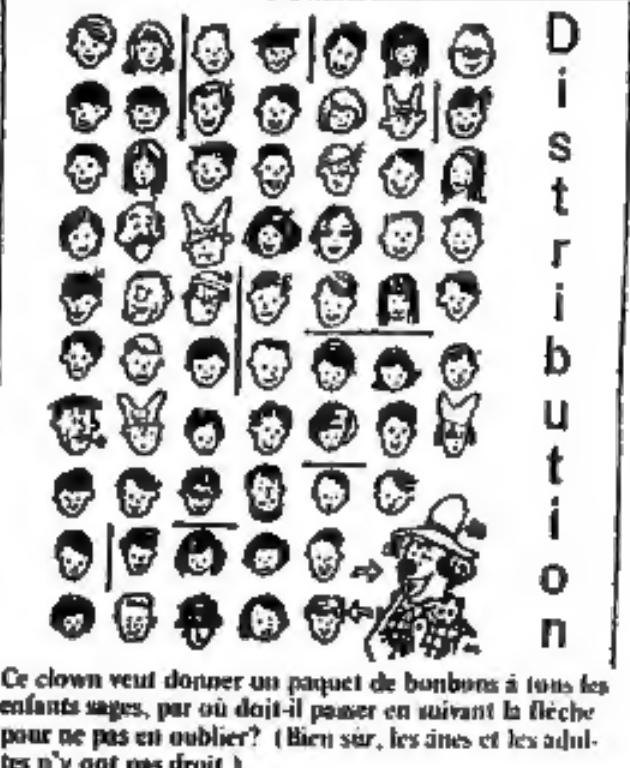 Distribution
Ce clown veut donner un paquet de bonbons à tous les
enfants sages, par où doit-il passer en suivant la flèche
pour ne pas en oublier? (Bien sûr, les ânes et les adul-
tes n'y ont pas droit.)